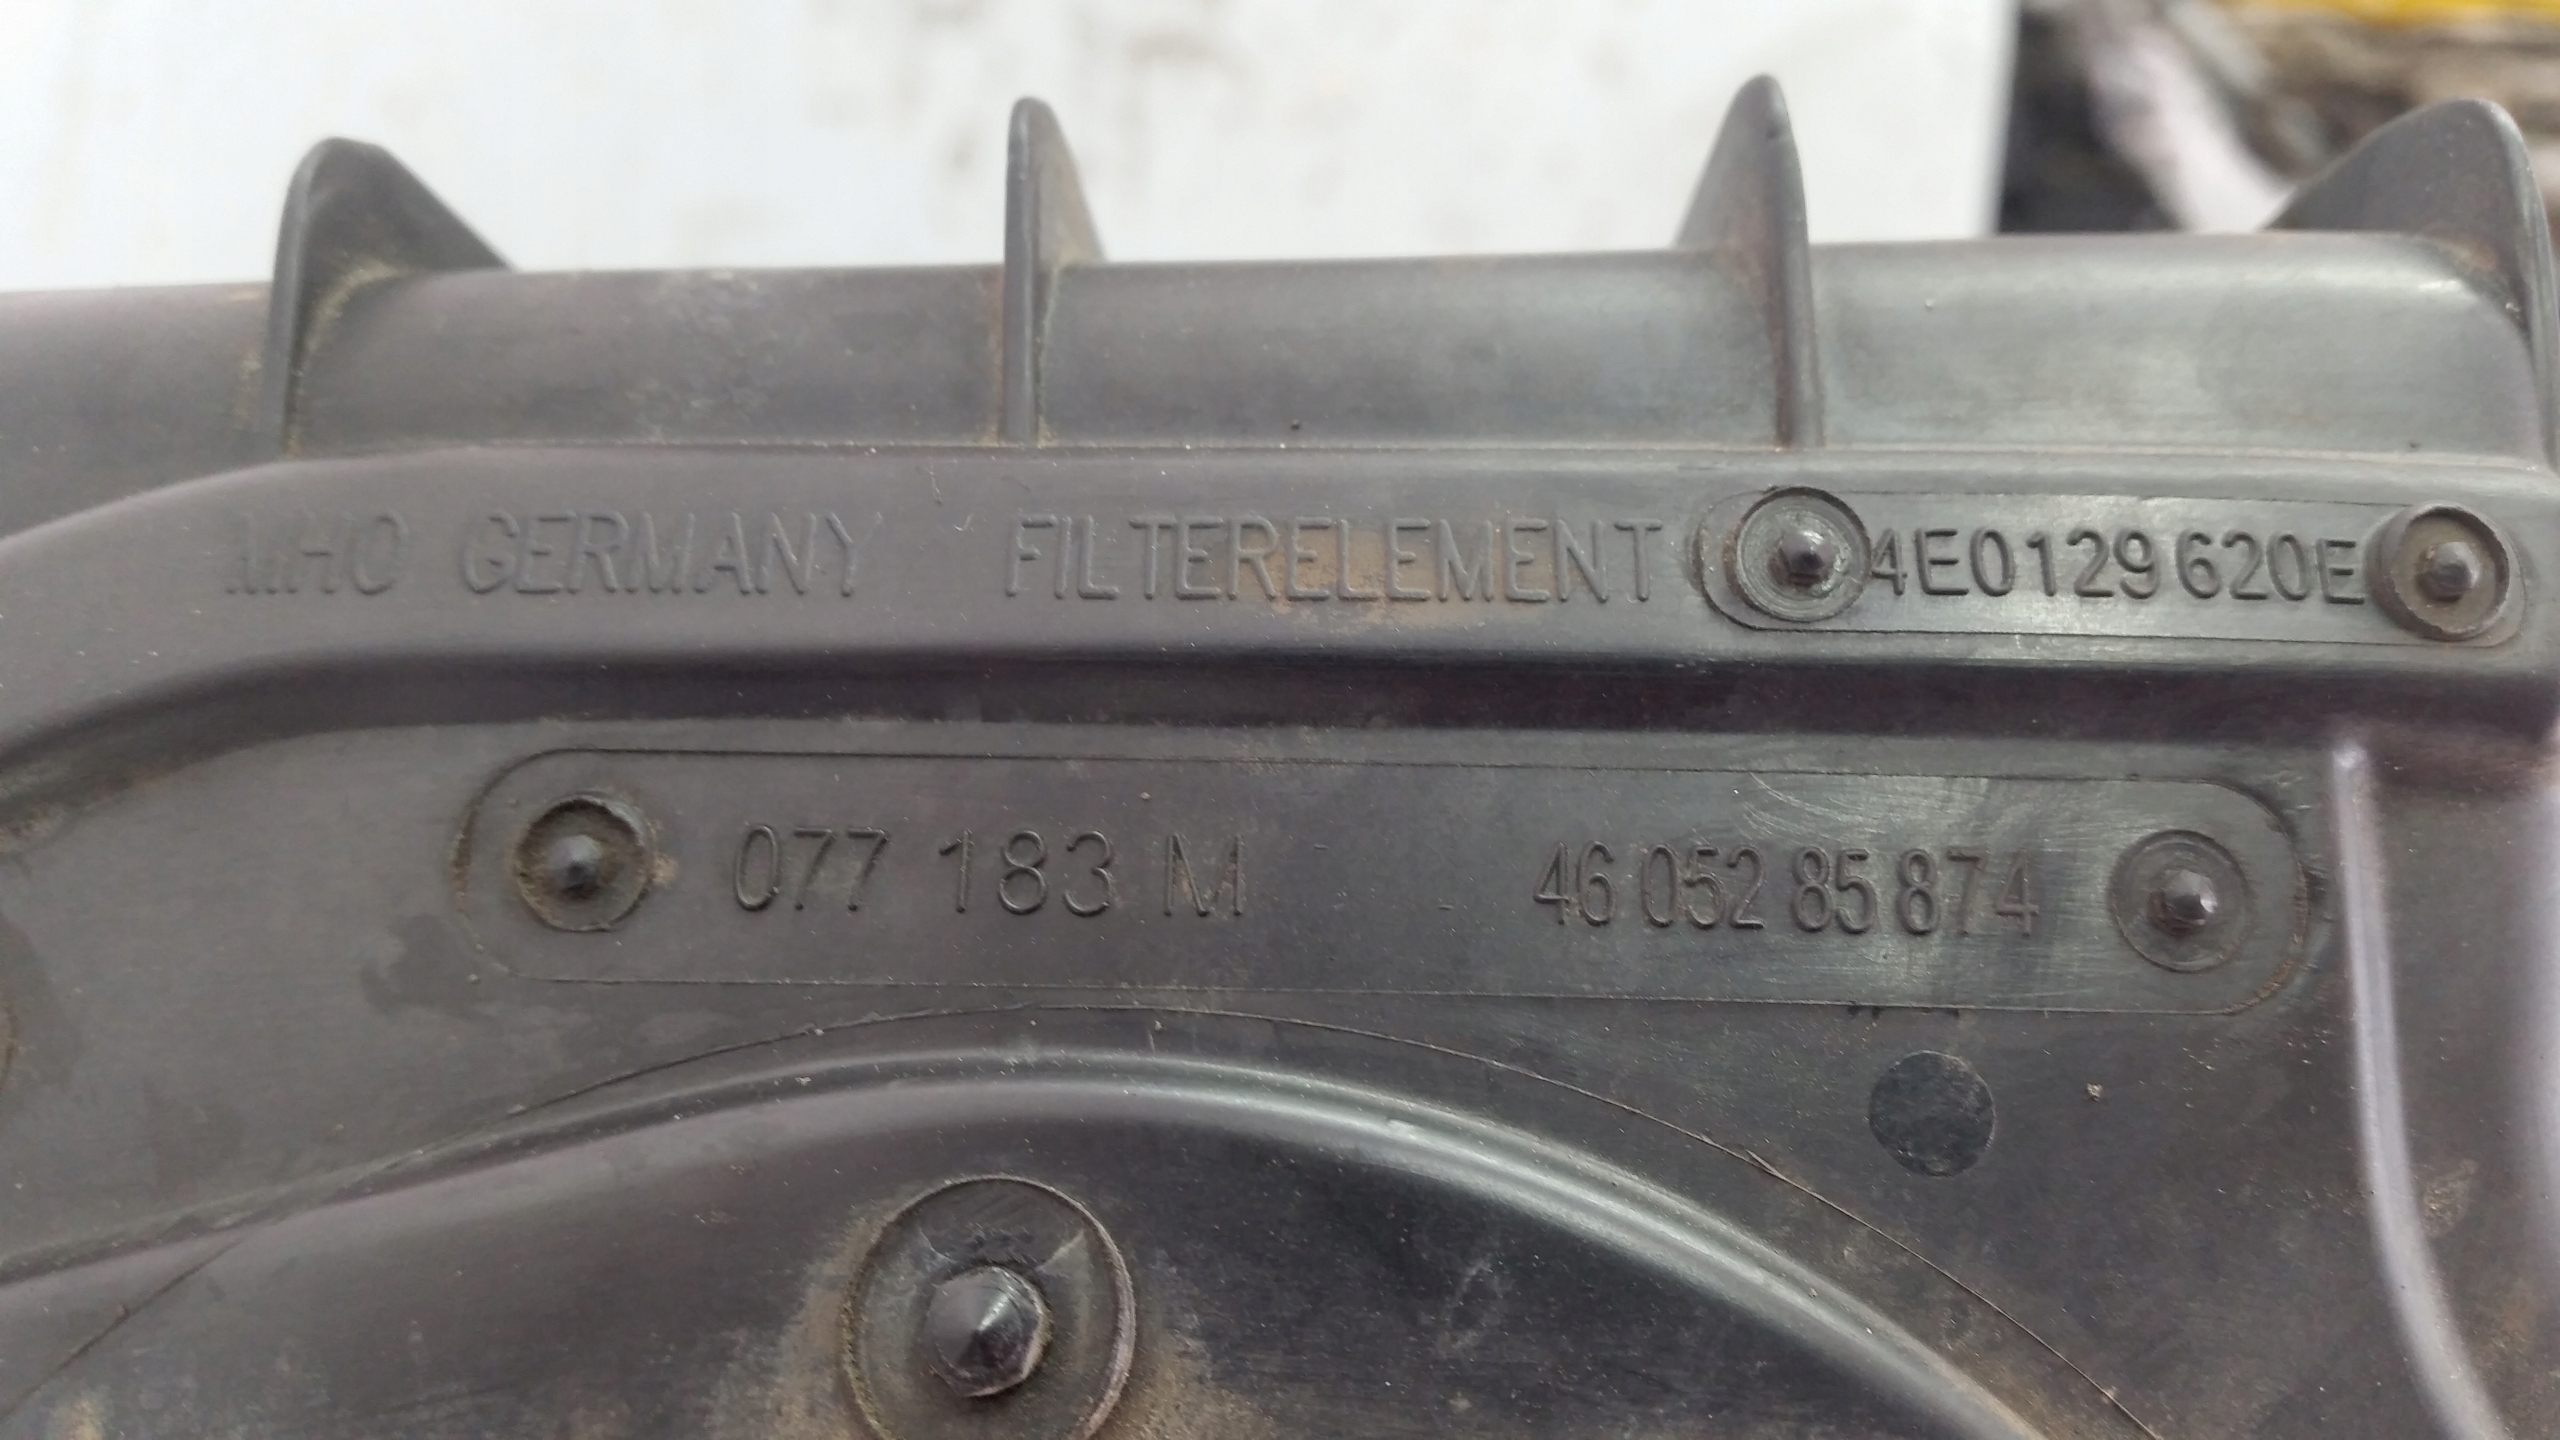 MHO GERMANY FILTERELEMENT 4E0129620E
077 183 M 46 052 85 874